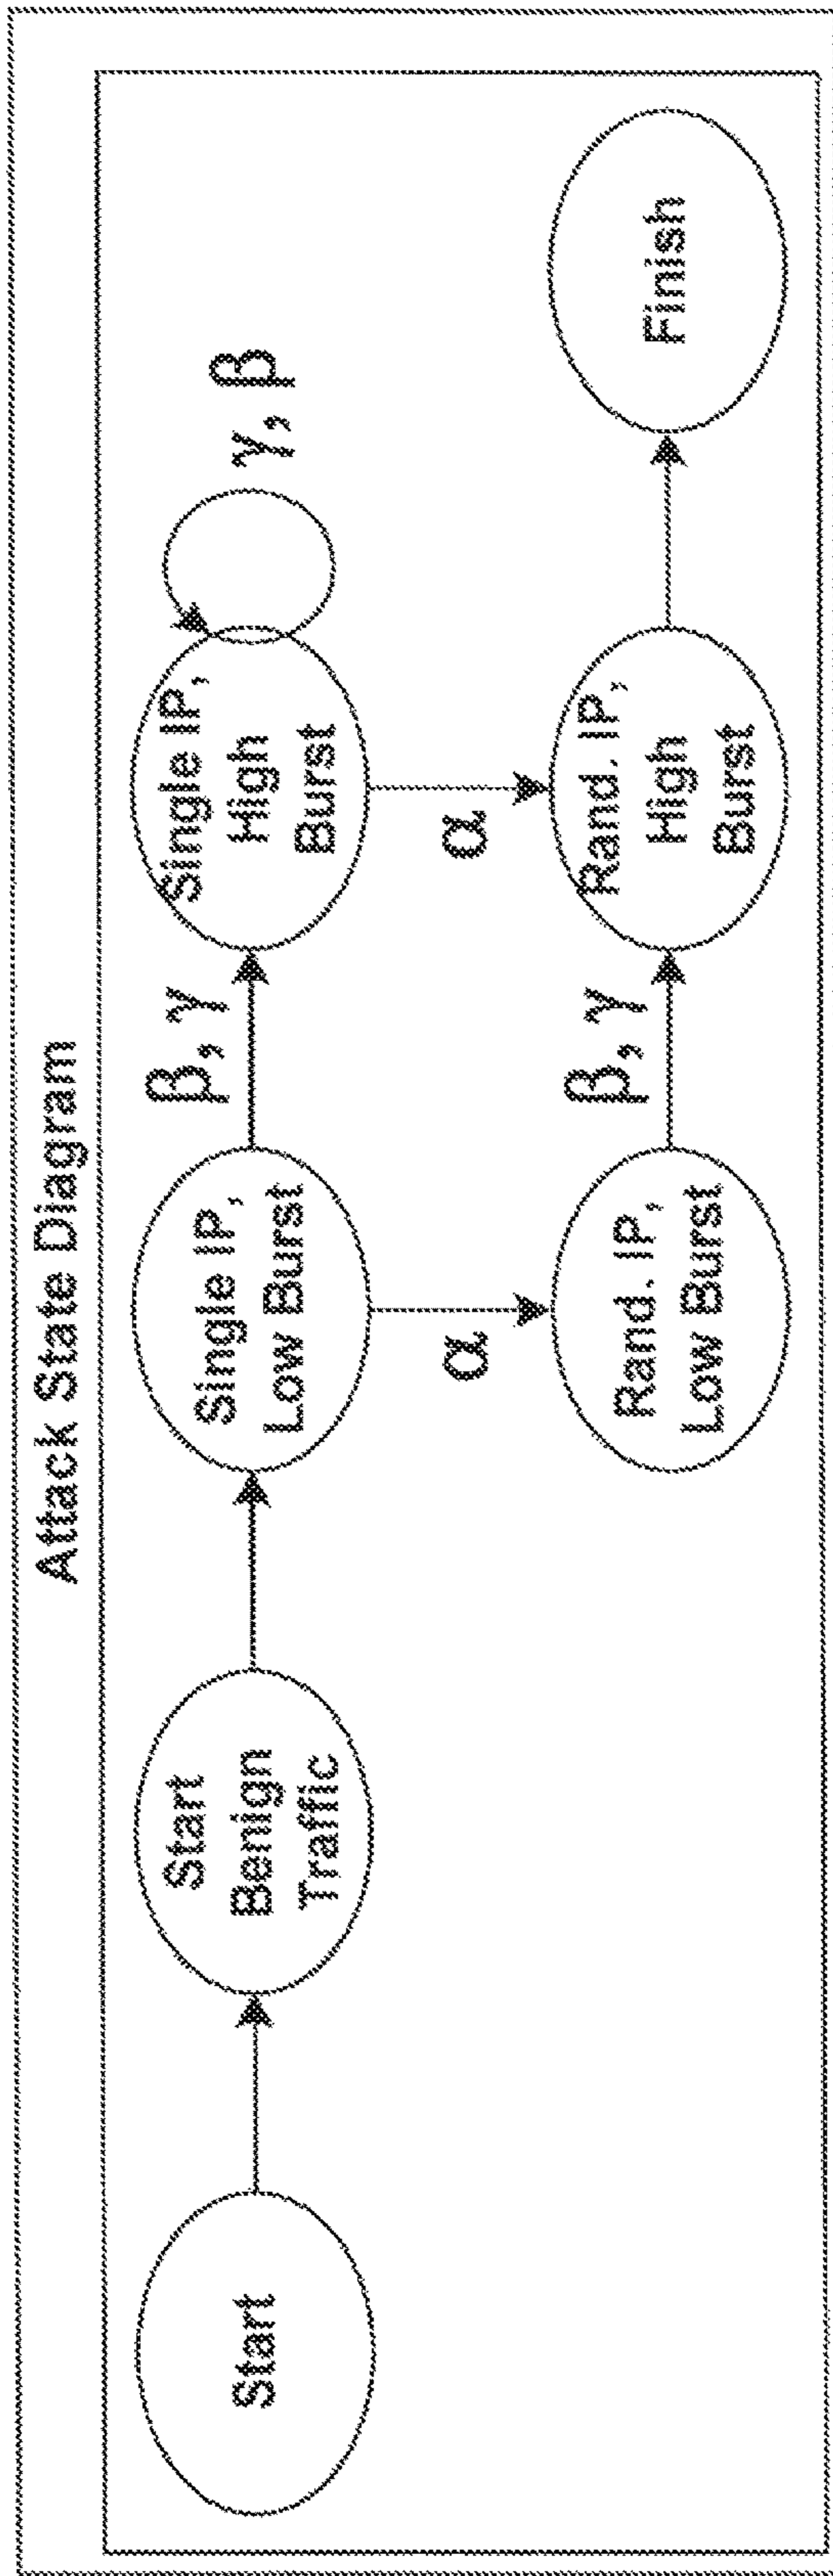 Attack State Diagram
Start
Start
Benign
Traffic
Single IP,
Low Burst
β, γ
Single IP,
High
Burst
γ, β
α
α
Rand. IP,
Low Burst
β, γ
Rand. IP,
High
Burst
Finish